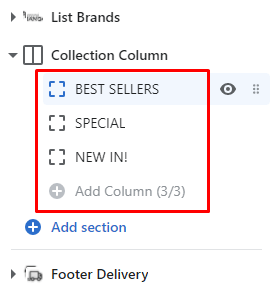 List Brands
Collection Column
BEST SELLERS
SPECIAL
NEW IN!
Add Column (3/3)
Add section
Footer Delivery